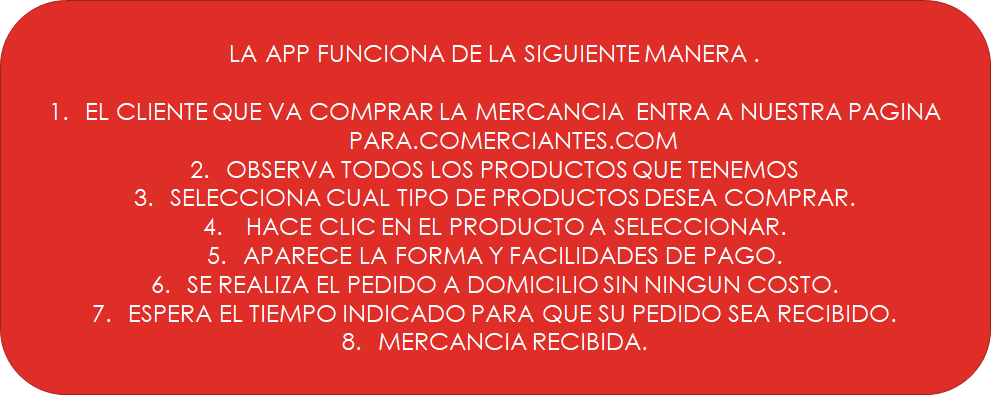 LA APP FUNCIONA DE LA SIGUIENTE MANERA .
1. EL CLIENTE QUE VA COMPRAR LA MERCANCIA ENTRA A NUESTRA PAGINA
PARA.COMERCIANTES.COM
2. OBSERVA TODOS LOS PRODUCTOS QUE TENEMOS
3. SELECCIONA CUAL TIPO DE PRODUCTOS DESEA COMPRAR.
4. HACE CLIC EN EL PRODUCTO A SELECCIONAR.
5. APARECE LA FORMA Y FACILIDADES DE PAGO.
6. SE REALIZA EL PEDIDO A DOMICILIO SIN NINGUN COSTO.
7. ESPERA EL TIEMPO INDICADO PARA QUE SU PEDIDO SEA RECIBIDO.
8. MERCANCIA RECIBIDA.